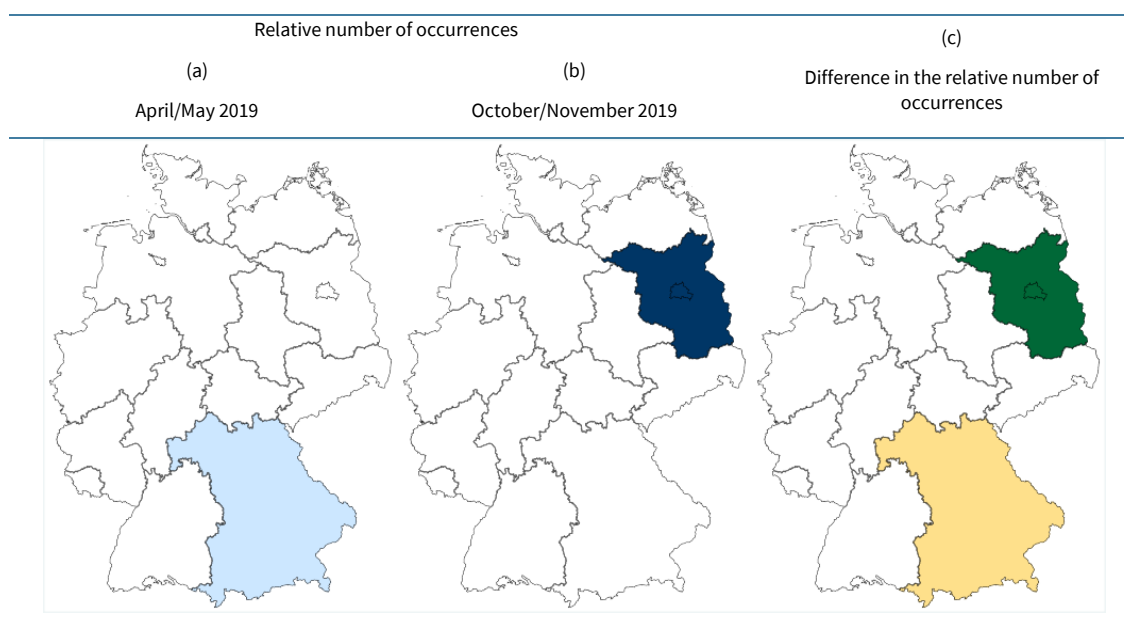 Relative number of occurrences
(a)
April/May 2019
(b)
October/November 2019
(c)
Difference in the relative number of
occurrences